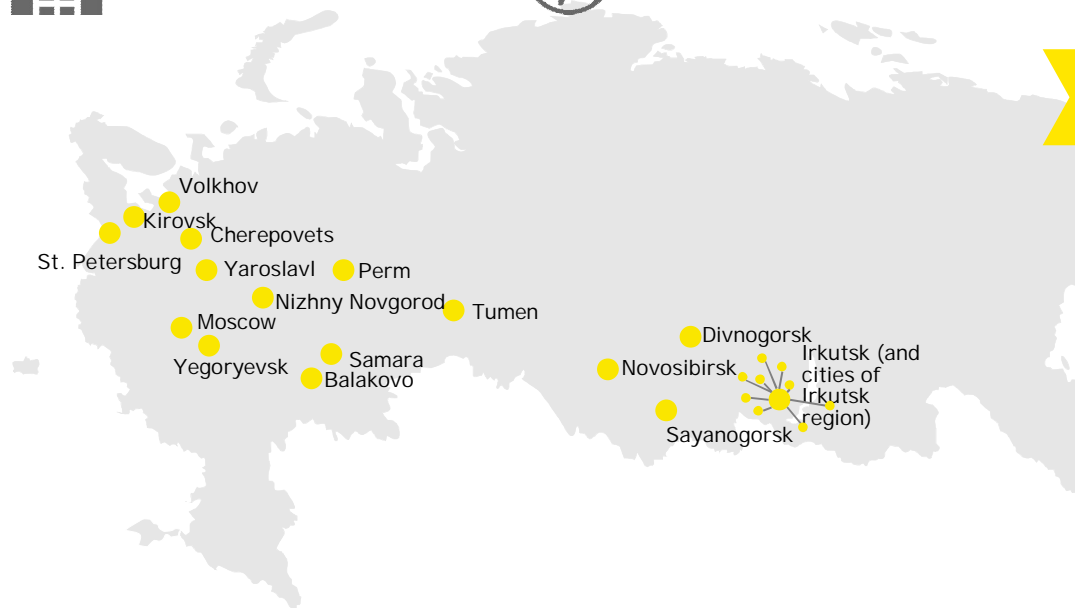 Volkhov
Kirovsk
Cherepovets
St. Petersburg
Yaroslavl
Perm
Nizhny Novgorod
Tumen
Moscow
Yegoryevsk
Samara
Balakovo
Divnogorsk
Novosibirsk
Irkutsk (and
cities of
Irkutsk
region)
Sayanogorsk